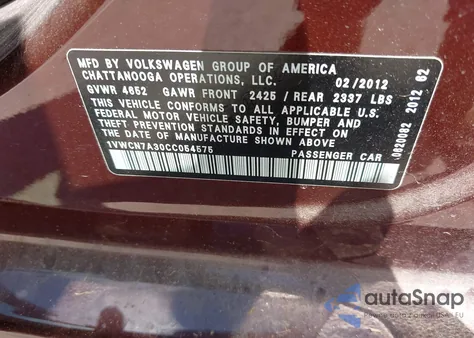 MFD BY VOLKSWAGEN GROUP OF AMERICA
CHATTANOOGA OPERATIONS, LLC. 02/2012
GVWR 4652 GAWR FRONT 2425 / REAR 2337 LBS
THIS VEHICLE CONFORMS TO ALL APPLICABLE U.S.
FEDERAL MOTOR VEHICLE SAFETY, BUMPER AND
THEFT PREVENTION STANDARDS IN EFFECT ON
THE DATE OF MANUFACTURE SHOWN ABOVE.
1VWCN7A30CC054575 PASSENGER CAR
0620082 2012 02
autoSnap